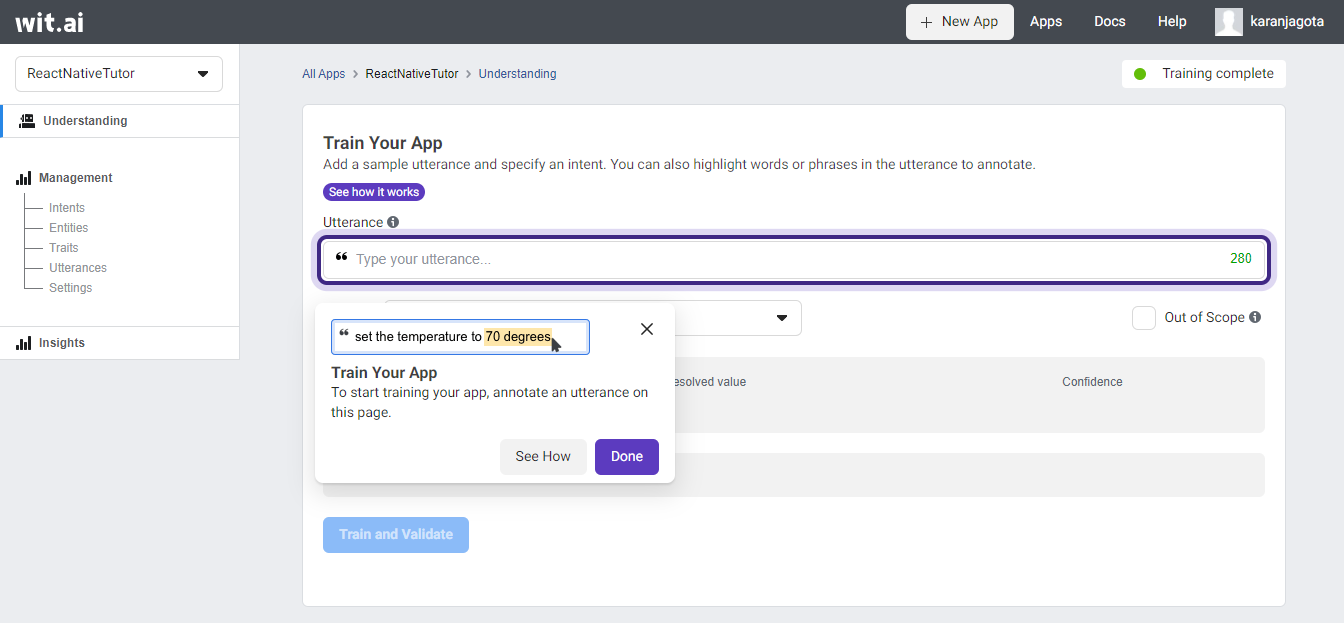 wit.ai
+ New App
Apps
Docs
Help
karanjagota
ReactNativeTutor
All Apps > ReactNativeTutor > Understanding
Training complete
Understanding
Management
Intents
Entities
Traits
Utterances
Settings
Insights
Train Your App
Add a sample utterance and specify an intent. You can also highlight words or phrases in the utterance to annotate.
See how it works
Utterance
“ Type your utterance...
280
Out of Scope
“ set the temperature to 70 degrees
Train Your App
To start training your app, annotate an utterance on
this page.
See How
Done
esolved value
Confidence
Train and Validate